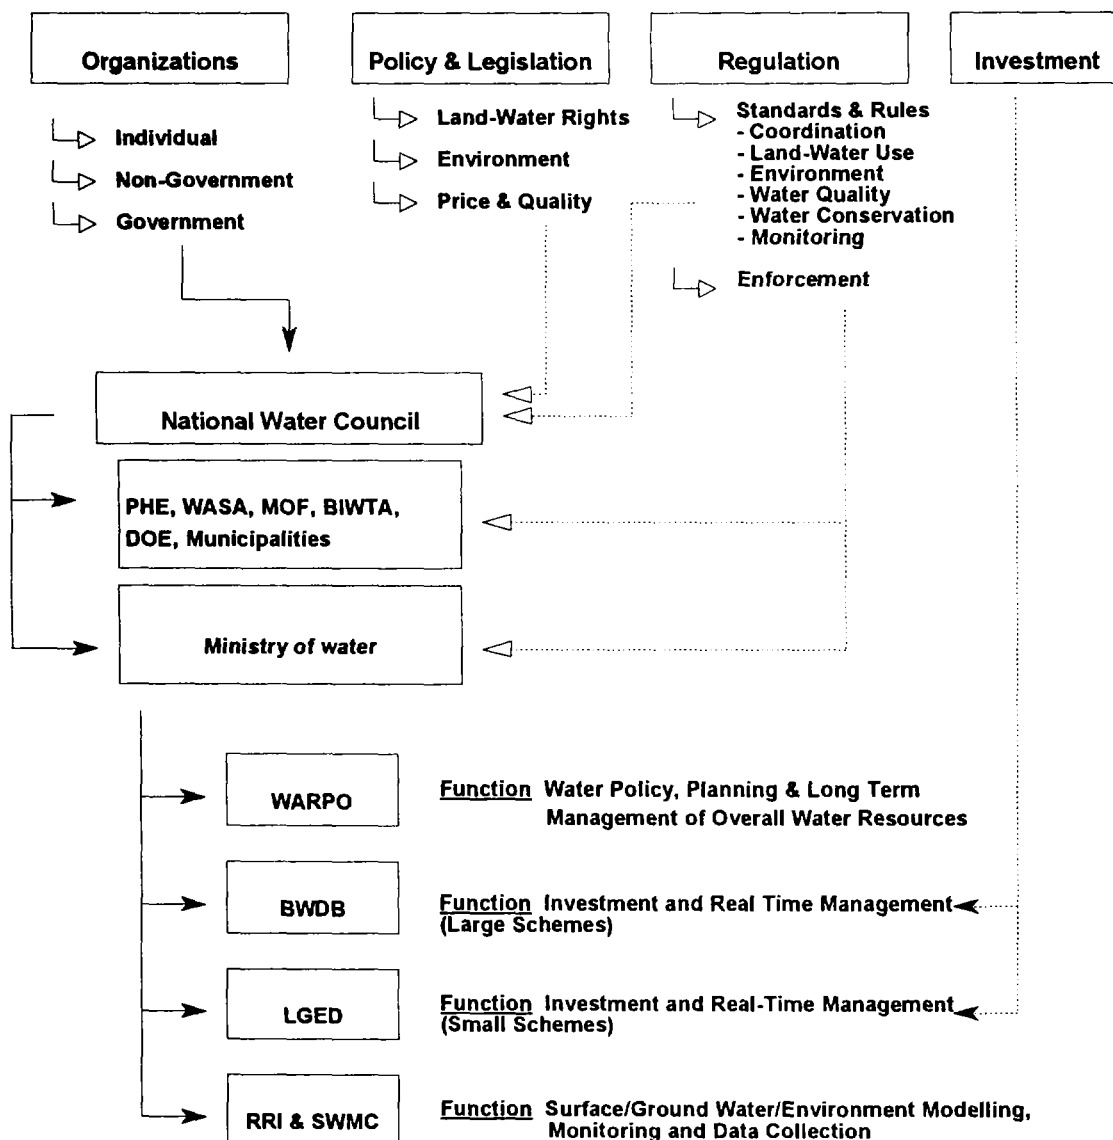 Organizations
Policy & Legislation
Regulation
Investment
Individual
Non-Government
Government
Land-Water Rights
Environment
Price & Quality
Standards & Rules
- Coordination
- Land-Water Use
- Environment
- Water Quality
- Water Conservation
- Monitoring
Enforcement
National Water Council
PHE, WASA, MOF, BIWTA,
DOE, Municipalities
Ministry of water
WARPO
Function Water Policy, Planning & Long Term
Management of Overall Water Resources
BWDB
Function Investment and Real Time Management
(Large Schemes)
LGED
Function Investment and Real-Time Management
(Small Schemes)
RRI & SWMC
Function Surface/Ground Water/Environment Modelling,
Monitoring and Data Collection